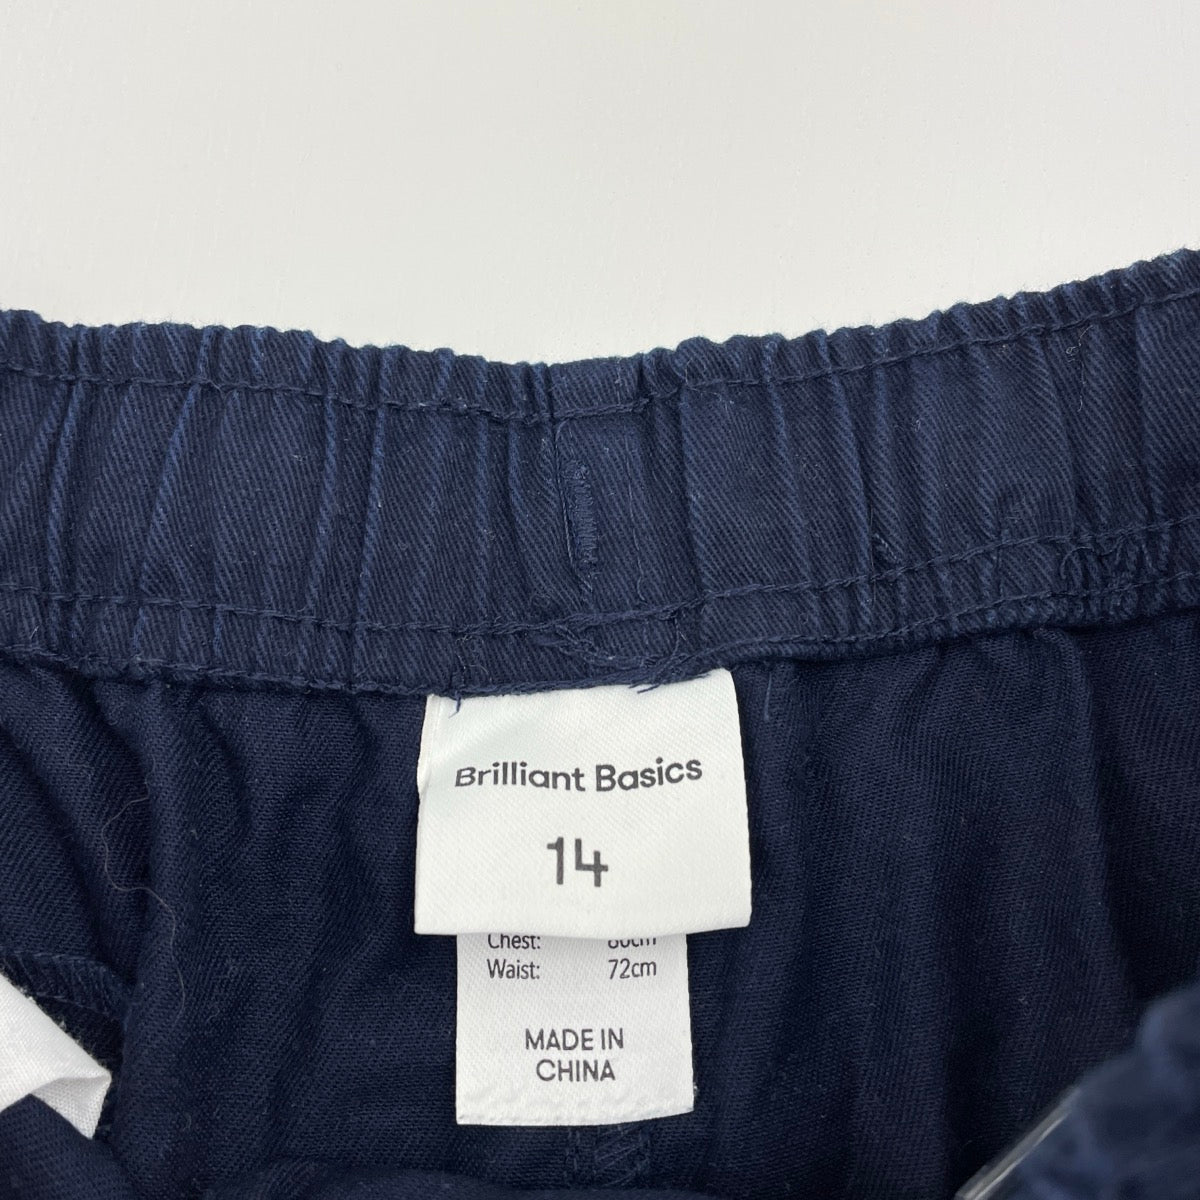 Brilliant Basics
14
Chest:
Waist: 72cm
MADE IN
CHINA